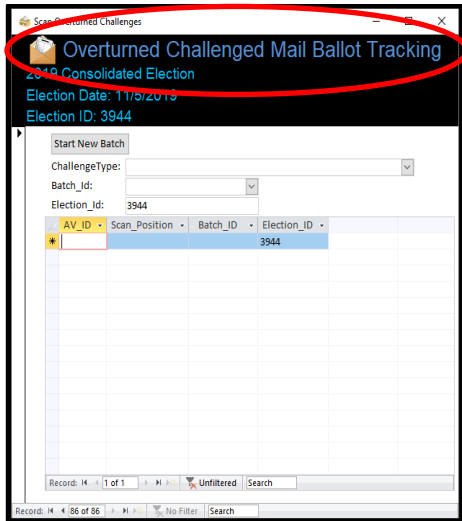 Scan Overturned Challenges
Overturned Challenged Mail Ballot Tracking
2019 Consolidated Election
Election Date: 11/5/2019
Election ID: 3944
Start New Batch
ChallengeType:
Batch_Id:
Election_Id: 3944
AV_ID Scan_Position Batch_ID Election_ID
3944
Record: 1 of 1 Unfiltered Search
Record: 86 of 86 No Filter Search